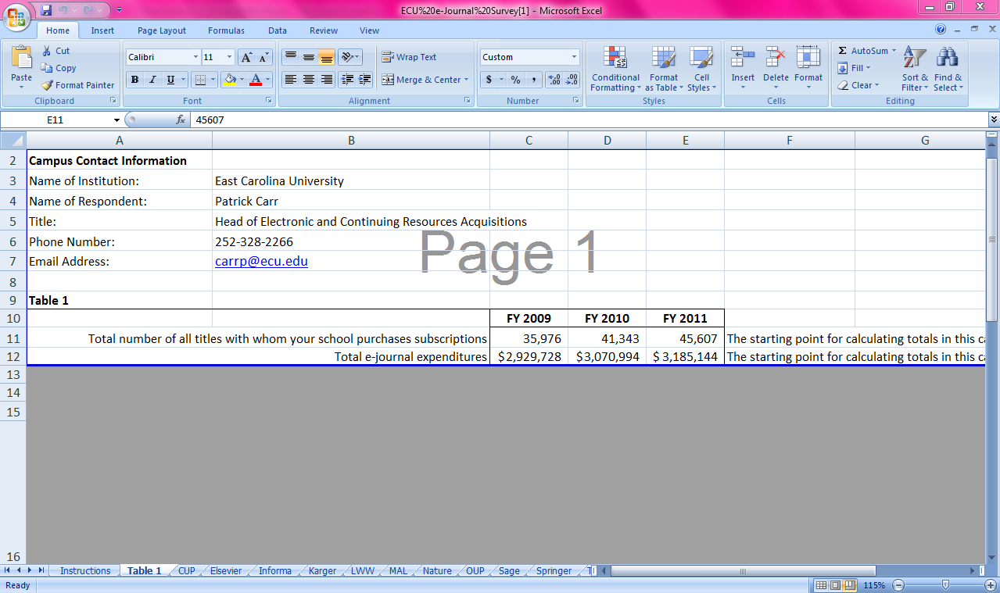 ECU%20e-Journal%20Survey[1] - Microsoft Excel
Home Insert Page Layout Formulas Data Review View
Paste Cut Copy Format Painter Clipboard
Calibri 11 A A B I U A Font
Wrap Text Merge & Center Alignment
Custom $ % , .0 .00 .00 .0 Number
Conditional Formatting Format as Table Cell Styles Styles
Insert Delete Format Cells
Σ AutoSum Fill Clear Sort & Filter Find & Select Editing
E11 fx 45607
A B C D E F G
2 Campus Contact Information
3 Name of Institution: East Carolina University
4 Name of Respondent: Patrick Carr
5 Title: Head of Electronic and Continuing Resources Acquisitions
6 Phone Number: 252-328-2266
Page 1
7 Email Address: carrp@ecu.edu
8
9 Table 1
10 FY 2009 FY 2010 FY 2011
11 Total number of all titles with whom your school purchases subscriptions 35,976 41,343 45,607 The starting point for calculating totals in this
12 Total e-journal expenditures $2,929,728 $3,070,994 $ 3,185,144 The starting point for calculating totals in this
13
14
15
16
Instructions Table 1 CUP Elsevier Informa Karger LWW MAL Nature OUP Sage Springer
Ready 115%